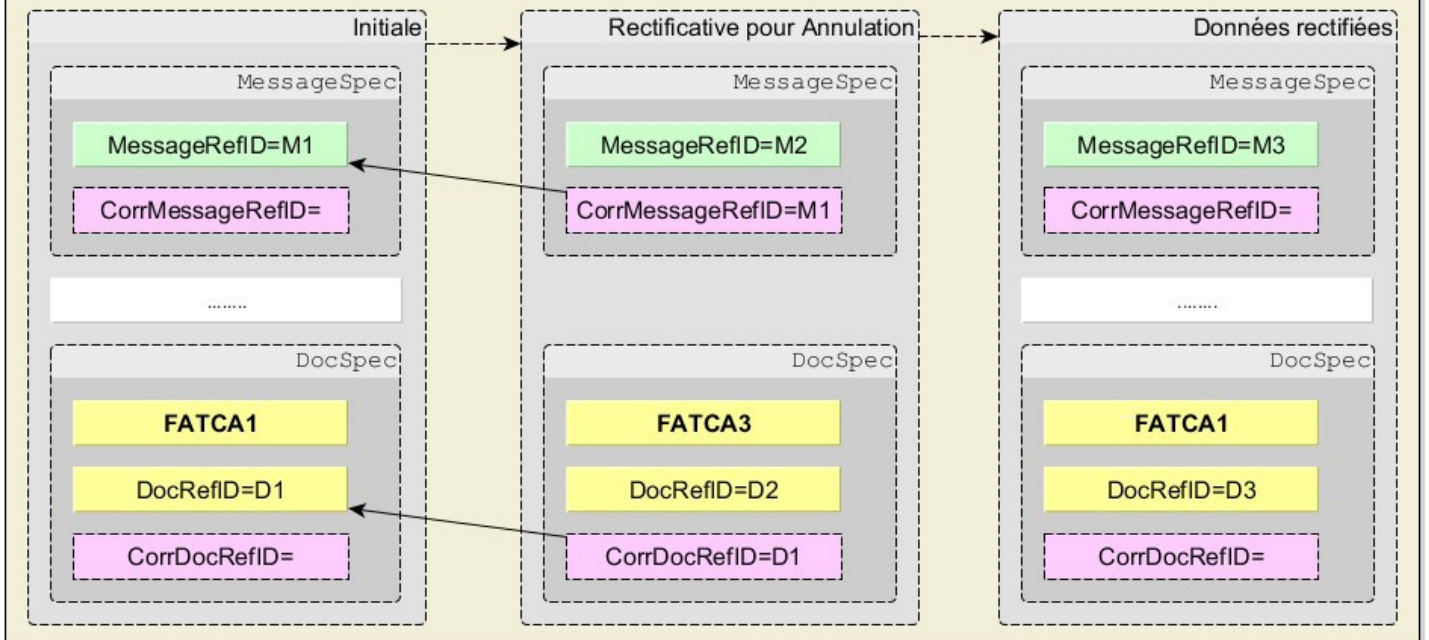 Initiale
MessageSpec
MessageRefID=M1
CorrMessageRefID=
........
DocSpec
FATCA1
DocRefID=D1
CorrDocRefID=
Rectificative pour Annulation
MessageSpec
MessageRefID=M2
CorrMessageRefID=M1
DocSpec
FATCA3
DocRefID=D2
CorrDocRefID=D1
Données rectifiées
MessageSpec
MessageRefID=M3
CorrMessageRefID=
........
DocSpec
FATCA1
DocRefID=D3
CorrDocRefID=